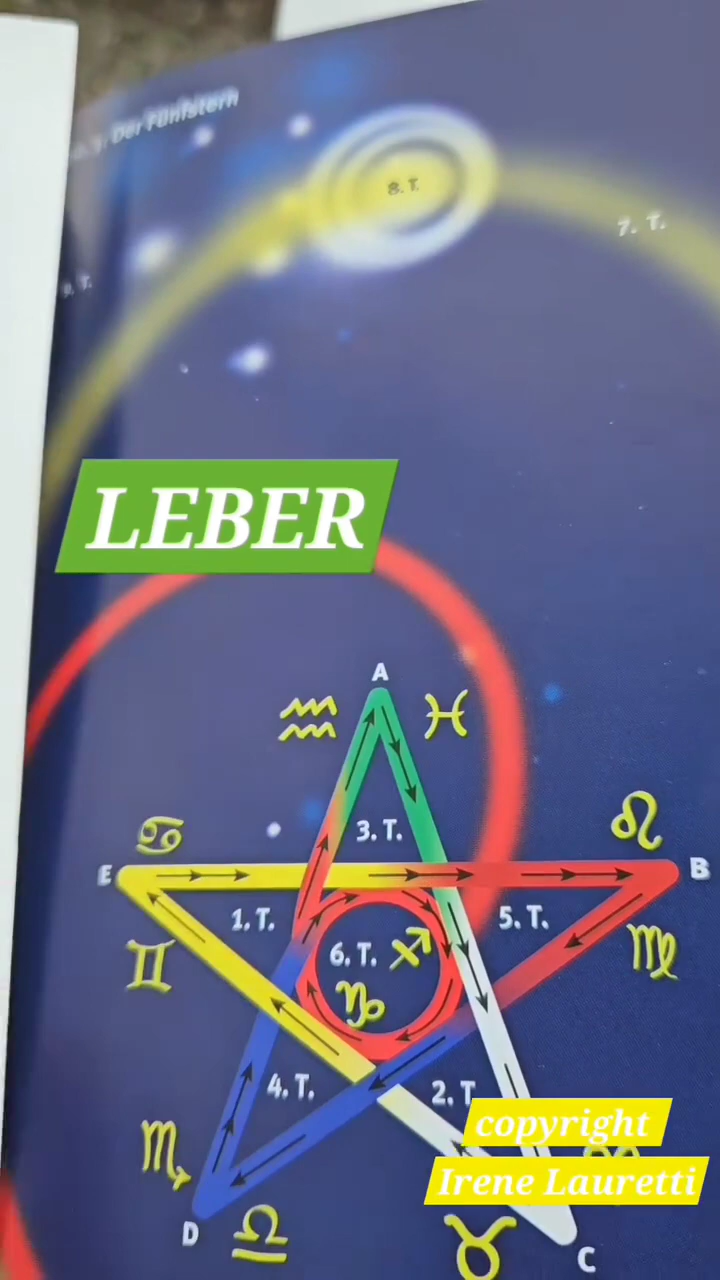 Der Fünfstern
8. T.
7. T.
LEBER
A
3. T.
E
B
1. T.
5. T.
6. T.
4. T.
2. T
copyright
Irene Lauretti
D
C